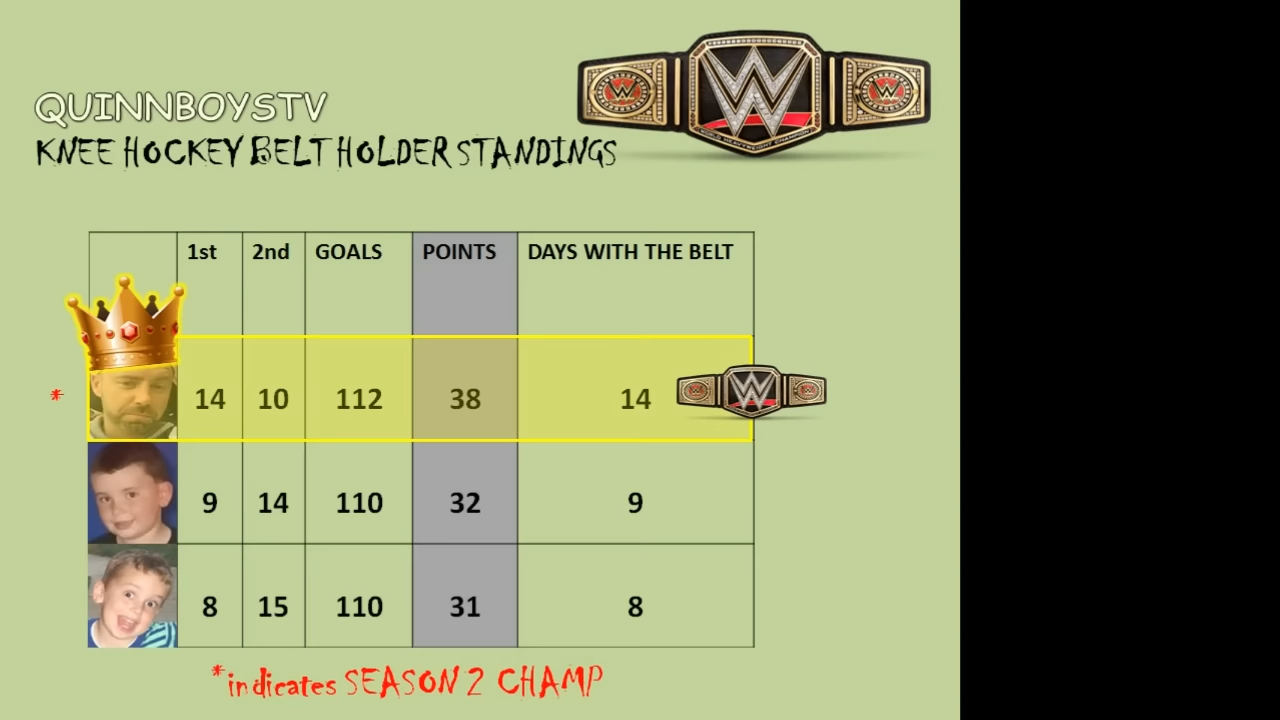 QUINNBOYSTV
KNEE HOCKEY BELT HOLDER STANDINGS
1st 2nd GOALS POINTS DAYS WITH THE BELT
* 14 10 112 38 14
9 14 110 32 9
8 15 110 31 8
*indicates SEASON 2 CHAMP